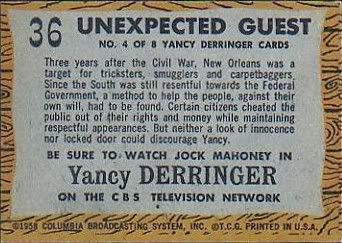 36
UNEXPECTED GUEST
NO. 4 OF 8 YANCY DERRINGER CARDS
Three years after the Civil War, New Orleans was
a target for tricksters, smugglers and carpetbaggers.
Since the South was still resentful towards the Federal
Government, a method to help the people, against their
own will, had to be found. Certain citizens cheated the
public out of their rights and money while maintaining
respectful appearances. But neither a look of innocence
nor locked door could discourage Yancy.
BE SURE TO WATCH JOCK MAHONEY IN
Yancy DERRINGER
ON THE CBS TELEVISION NETWORK
©1958 COLUMBIA BROADCASTING SYSTEM, INC. ©T.C.G. PRINTED IN U.S.A.